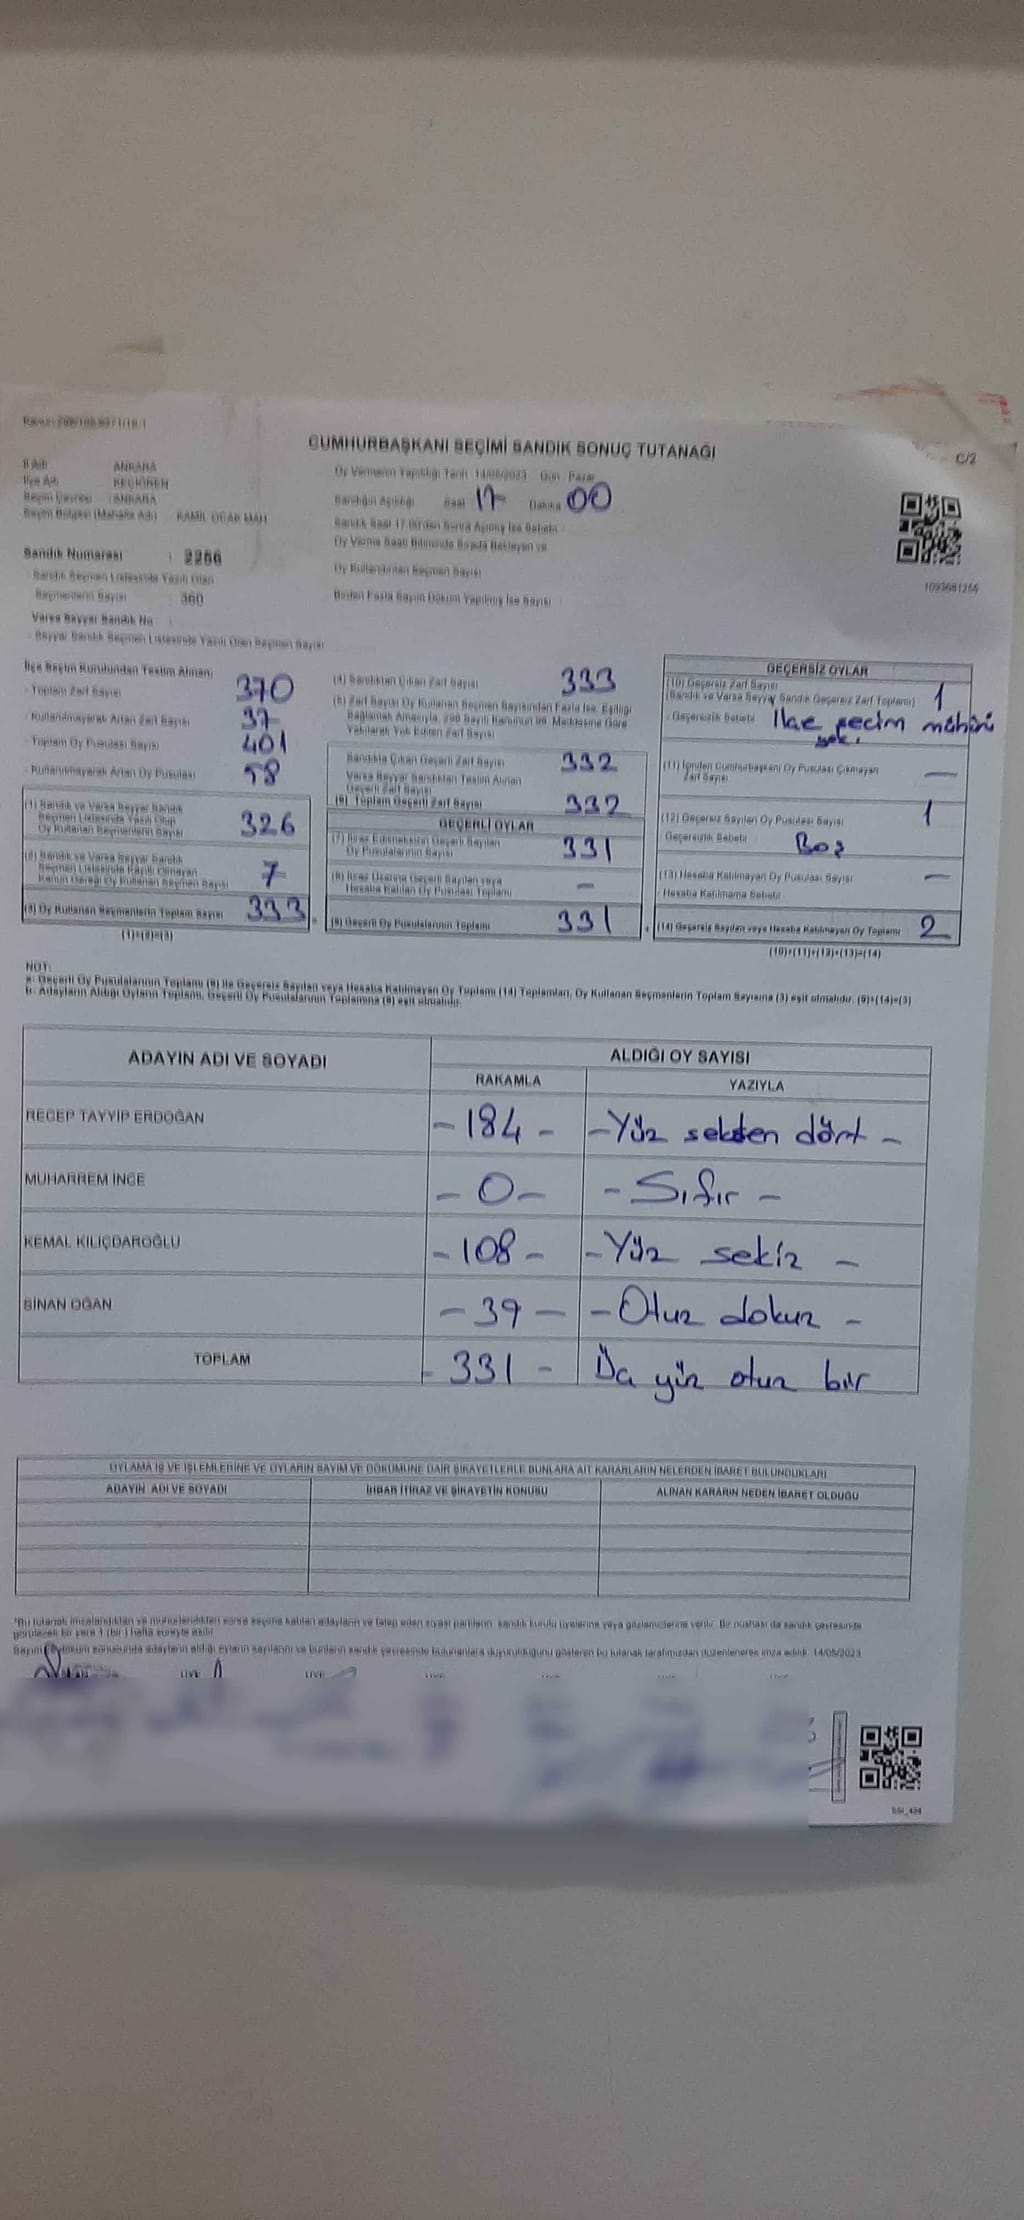 CUMHURBAŞKANI SEÇİMİ SANDIK SONUÇ TUTANAĞI
C/2
İl Adı ANKARA
İlçe Adı KEÇİÖREN
Seçim Çevresi : ANKARA
Seçim Bölgesi (Mahalle Adı) KAMİL OCAK MAH
Oy Vermenin Yapıldığı Tarih 14/05/2023 Gün Pazar
Sandığın Açıldığı Saat 17 Dakika 00
Sandık Saat 17.00'den Sonra Açılmış İse Sebebi
Oy Verme Saati Bitiminde Sırada Bekleyen ve
Oy Kullandırılan Seçmen Sayısı
Birden Fazla Sayım Döküm Yapılmış İse Sayısı
Sandık Numarası : 2266
Sandık Seçmen Listesinde Yazılı Olan
Seçmenlerin Sayısı : 360
Varsa Seyyar Sandık No
- Seyyar Sandık Seçmen Listesinde Yazılı Olan Seçmen Sayısı
1093681256
İlçe Seçim Kurulundan Teslim Alınan;
- Toplam Zarf Sayısı 370
- Kullanılmayarak Artan Zarf Sayısı 37
- Toplam Oy Pusulası Sayısı 401
- Kullanılmayarak Artan Oy Pusulası 58
(1) Sandık ve Varsa Seyyar Sandık
Seçmen Listesinde Yazılı Olup
Oy Kullanan Seçmenlerin Sayısı 326
(2) Sandık ve Varsa Seyyar Sandık
Seçmen Listesinde Kayıtlı Olmayan
Kanun Gereği Oy Kullanan Seçmen Sayısı 7
(3) Oy Kullanan Seçmenlerin Toplam Sayısı 333
(1)+(2)=(3)
(4) Sandıktan Çıkan Zarf Sayısı 333
(5) Zarf Sayısı Oy Kullanan Seçmen Sayısından Fazla İse, Eşitliği
Sağlamak Amacıyla, 298 Sayılı Kanunun 98. Maddesine Göre
Yakılarak Yok Edilen Zarf Sayısı
Sandıkta Çıkan Geçerli Zarf Sayısı 332
Varsa Seyyar Sandıktan Teslim Alınan
Geçerli Zarf Sayısı
(6) Toplam Geçerli Zarf Sayısı 332
GEÇERLİ OYLAR
(7) İtiraz Edilmeksizin Geçerli Sayılan
Oy Pusulalarının Sayısı 331
(8) İtiraz Üzerine Geçerli Sayılan veya
Hesaba Katılan Oy Pusulası Toplamı -
(9) Geçerli Oy Pusulalarının Toplamı 331
GEÇERSİZ OYLAR
(10) Geçersiz Zarf Sayısı
(Sandık ve Varsa Seyyar Sandık Geçersiz Zarf Toplamı) 1
- Geçersizlik Sebebi İlçe seçim mührü
yok.
(11) İçinden Cumhurbaşkanı Oy Pusulası Çıkmayan
Zarf Sayısı -
(12) Geçersiz Sayılan Oy Pusulası Sayısı 1
Geçersizlik Sebebi Boş
(13) Hesaba Katılmayan Oy Pusulası Sayısı -
- Hesaba Katılmama Sebebi
(14) Geçersiz Sayılan veya Hesaba Katılmayan Oy Toplamı 2
(10)+(11)+(12)+(13)=(14)
NOT:
a- Geçerli Oy Pusulalarının Toplamı (9) ile Geçersiz Sayılan veya Hesaba Katılmayan Oy Toplamı (14) Toplamları, Oy Kullanan Seçmenlerin Toplam Sayısına (3) eşit olmalıdır. (9)+(14)=(3)
b- Adayların Aldığı Oyların Toplamı, Geçerli Oy Pusulalarının Toplamına (9) eşit olmalıdır.
ADAYIN ADI VE SOYADI
ALDIĞI OY SAYISI
RAKAMLA YAZIYLA
RECEP TAYYİP ERDOĞAN -184- -Yüz seksen dört-
MUHARREM İNCE -0- -Sıfır-
KEMAL KILIÇDAROĞLU -108- -Yüz sekiz-
SİNAN OĞAN -39- -Otuz dokuz-
TOPLAM -331- Üç yüz otuz bir
OYLAMA İŞ VE İŞLEMLERİNE VE OYLARIN SAYIM VE DÖKÜMÜNE DAİR ŞİKAYETLERLE BUNLARA AİT KARARLARIN NELERDEN İBARET BULUNDUKLARI
ADAYIN ADI VE SOYADI İHBAR İTİRAZ VE ŞİKAYETİN KONUSU ALINAN KARARIN NEDEN İBARET OLDUĞU
*Bu tutanak imzalandıktan ve mühürlendikten sonra seçime katılan adayların ve talep eden siyasi partilerin sandık kurulu üyelerine veya gözlemcilerine verilir. Bir nüshası da sandık çevresinde
görülecek bir yere 1 (bir) hafta süreyle asılır.
Sayım ve döküm sonucunda adayların aldığı oyların sayılarını ve bunların sandık çevresinde bulunanlara duyurulduğunu gösteren bu tutanak tarafımızdan düzenlenerek imza edildi. 14/05/2023